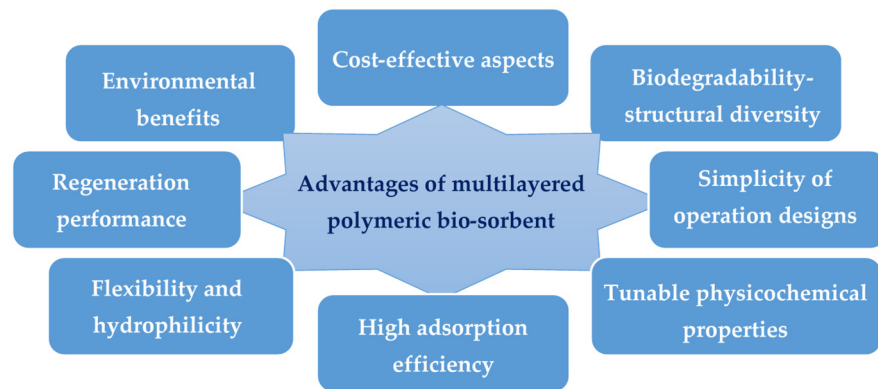 Cost-effective aspects
Environmental
benefits
Biodegradability-
structural diversity
Regeneration
performance
Advantages of multilayered
polymeric bio-sorbent
Simplicity of
operation designs
Flexibility and
hydrophilicity
High adsorption
efficiency
Tunable physicochemical
properties